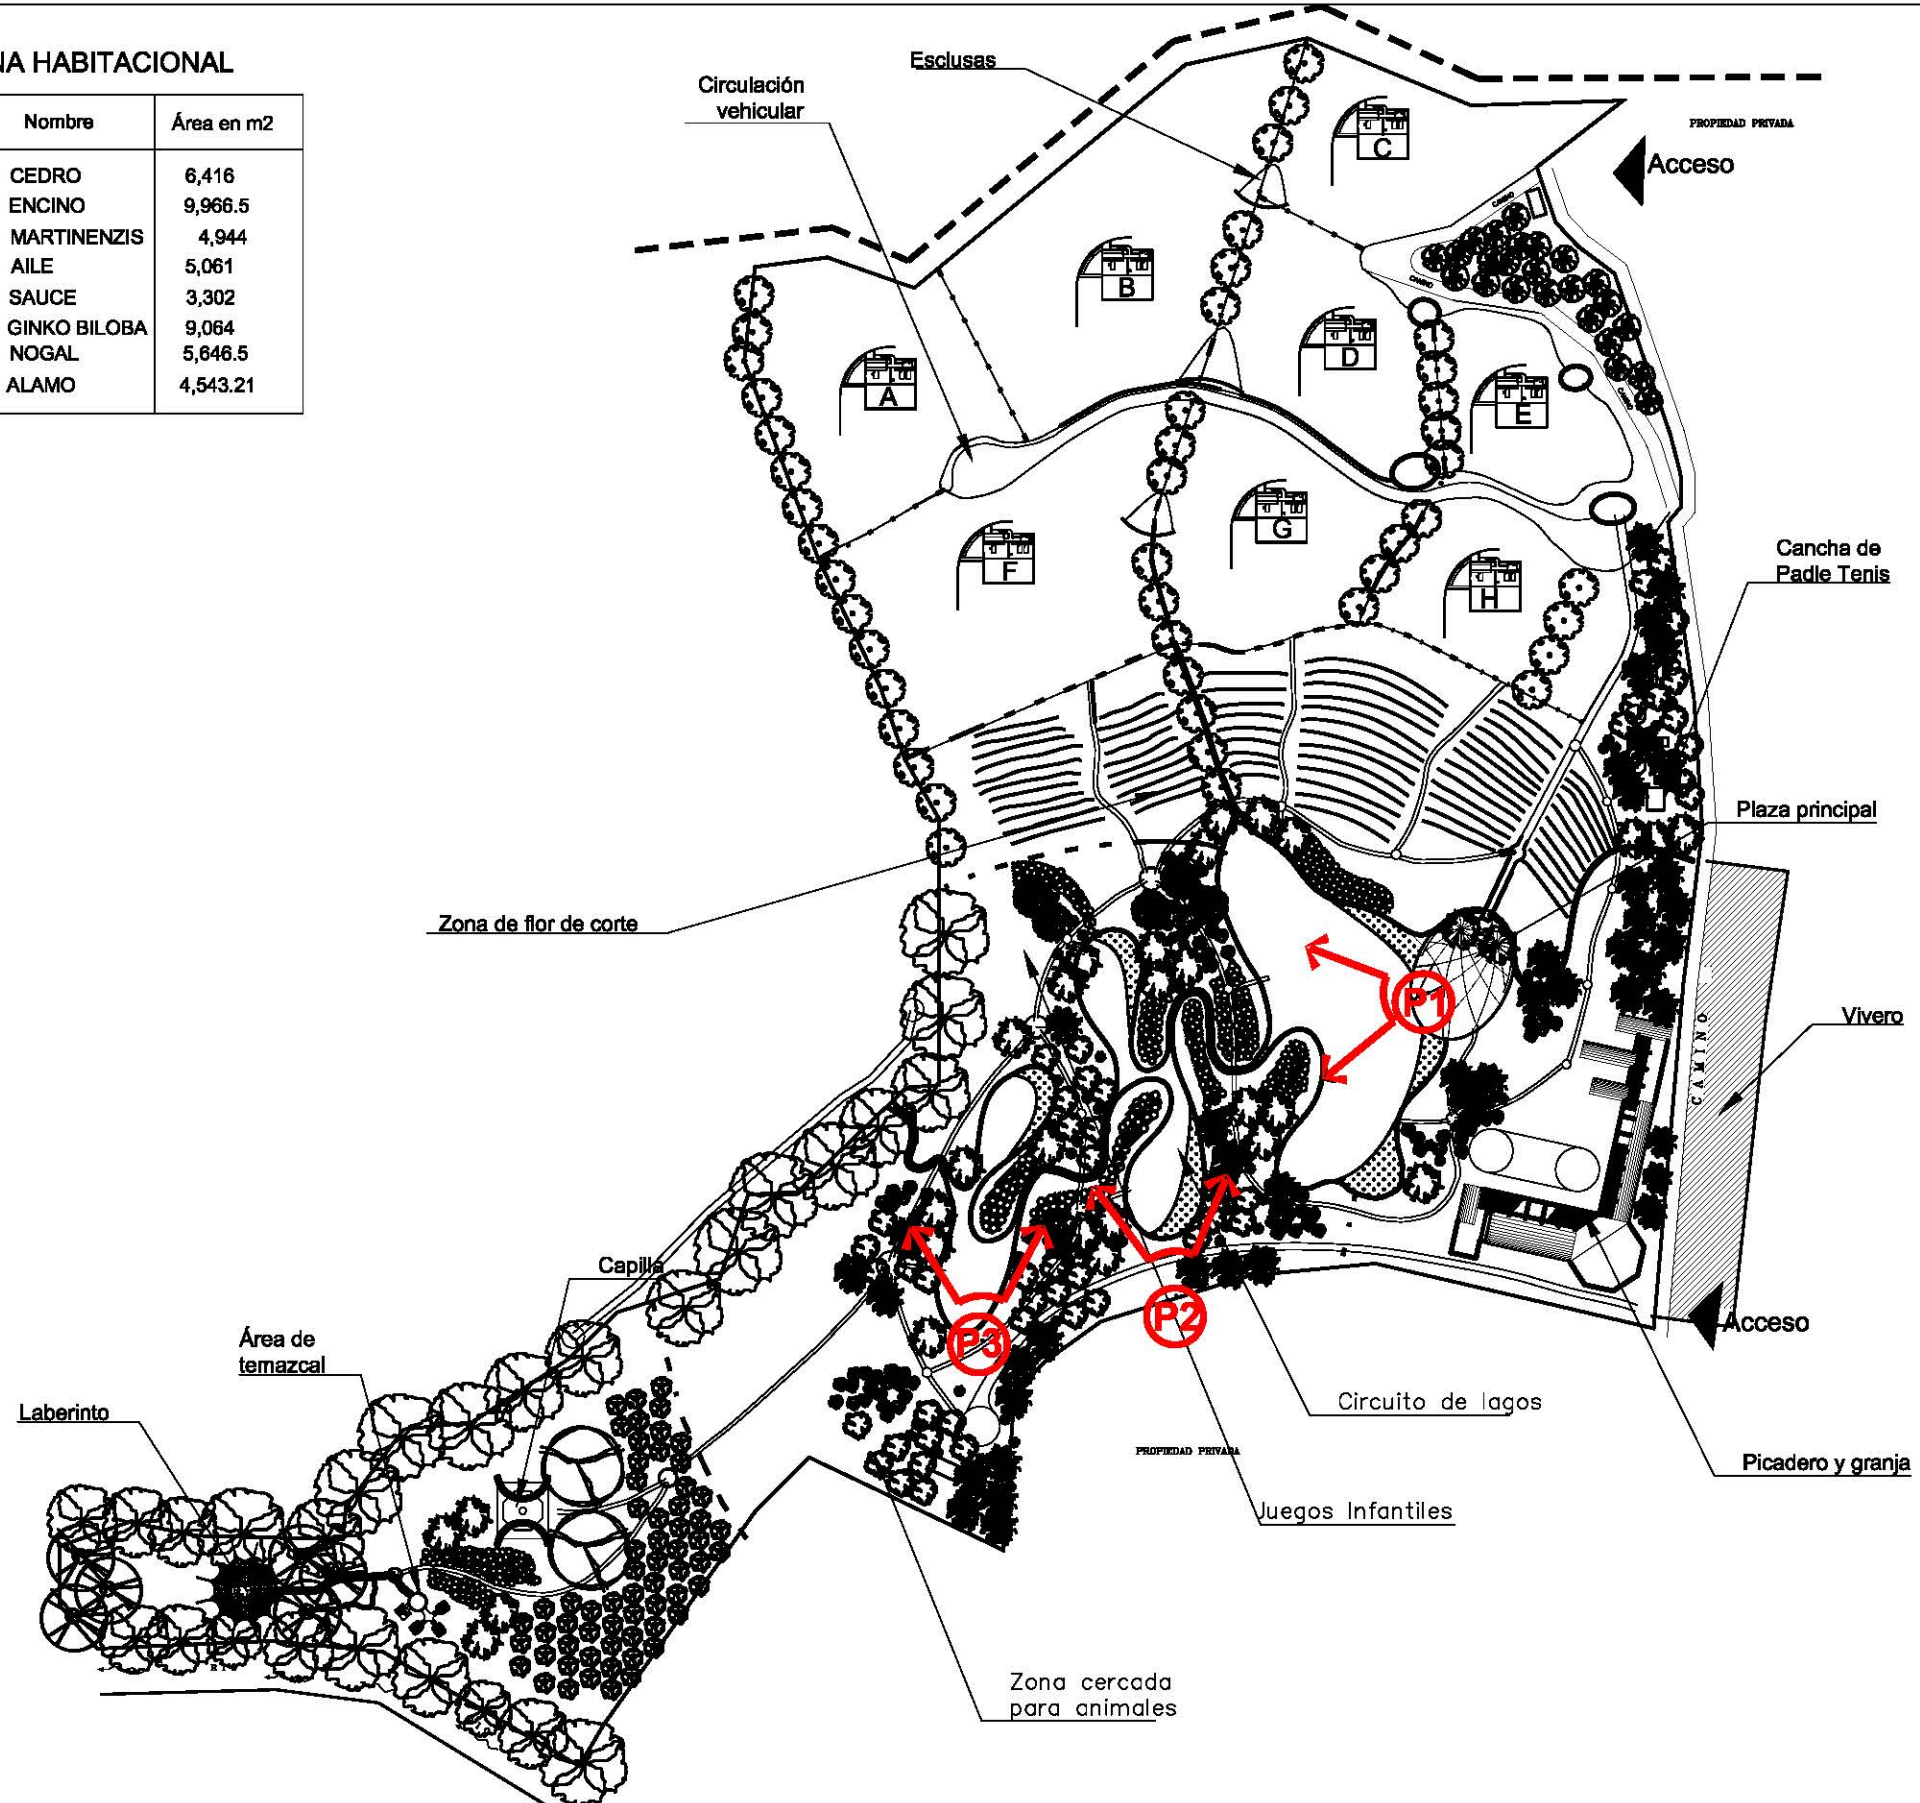 NA HABITACIONAL
Nombre Área en m2
CEDRO 6,416
ENCINO 9,966.5
MARTINENZIS 4,944
AILE 5,061
SAUCE 3,302
GINKO BILOBA 9,064
NOGAL 5,646.5
ALAMO 4,543.21
Esclusas
Circulación
vehicular
PROPIEDAD PRIVADA
Acceso
C
CAMINO
B
CAMINO
D
A
E
CAMINO
G
F
H
Cancha de
Padle Tenis
Plaza principal
Zona de flor de corte
P1
Vivero
CAMINO
Capilla
P2
P3
Acceso
Área de
temazcal
Laberinto
Circuito de lagos
PROPIEDAD PRIVADA
Picadero y granja
Juegos Infantiles
Zona cercada
para animales